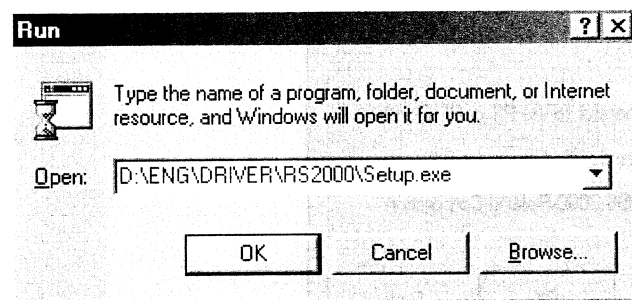 Run
Type the name of a program, folder, document, or Internet
resource, and Windows will open it for you.
Open: D:\ENG\DRIVER\RS2000\Setup.exe
OK Cancel Browse...